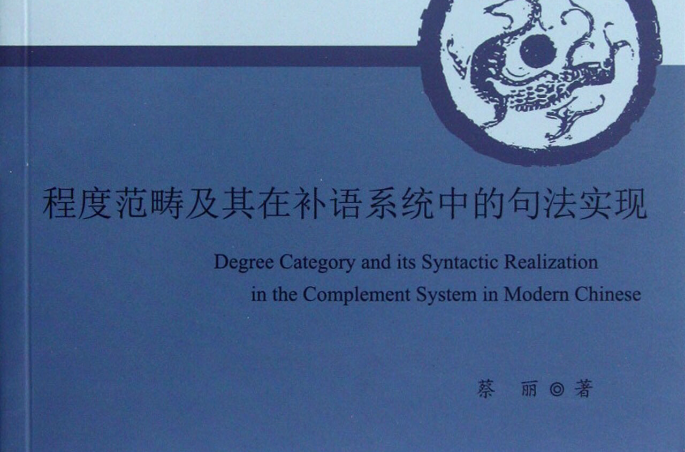 程度范畴及其在补语系统中的句法实现
Degree Category and its Syntactic Realization
in the Complement System in Modern Chinese
蔡 丽 ◎ 著